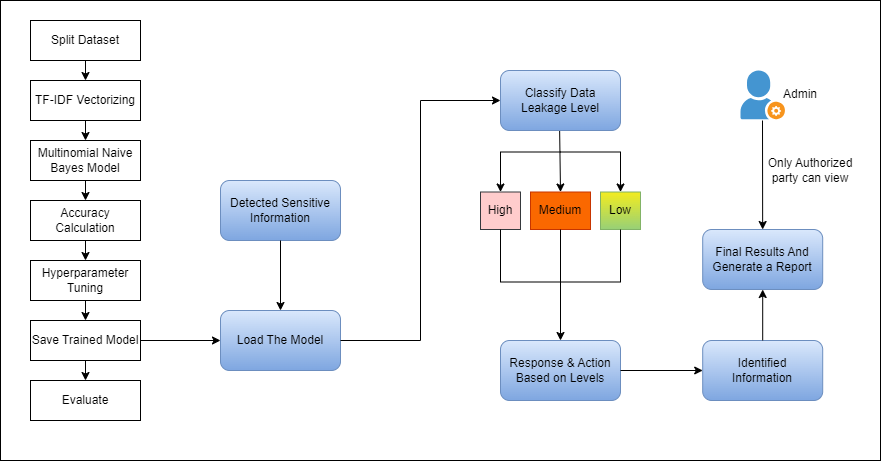 Split Dataset
TF-IDF Vectorizing
Multinomial Naive
Bayes Model
Accuracy
Calculation
Hyperparameter
Tuning
Save Trained Model
Evaluate
Detected Sensitive
Information
Load The Model
Classify Data
Leakage Level
High
Medium
Low
Response & Action
Based on Levels
Identified
Information
Final Results And
Generate a Report
Only Authorized
party can view
Admin